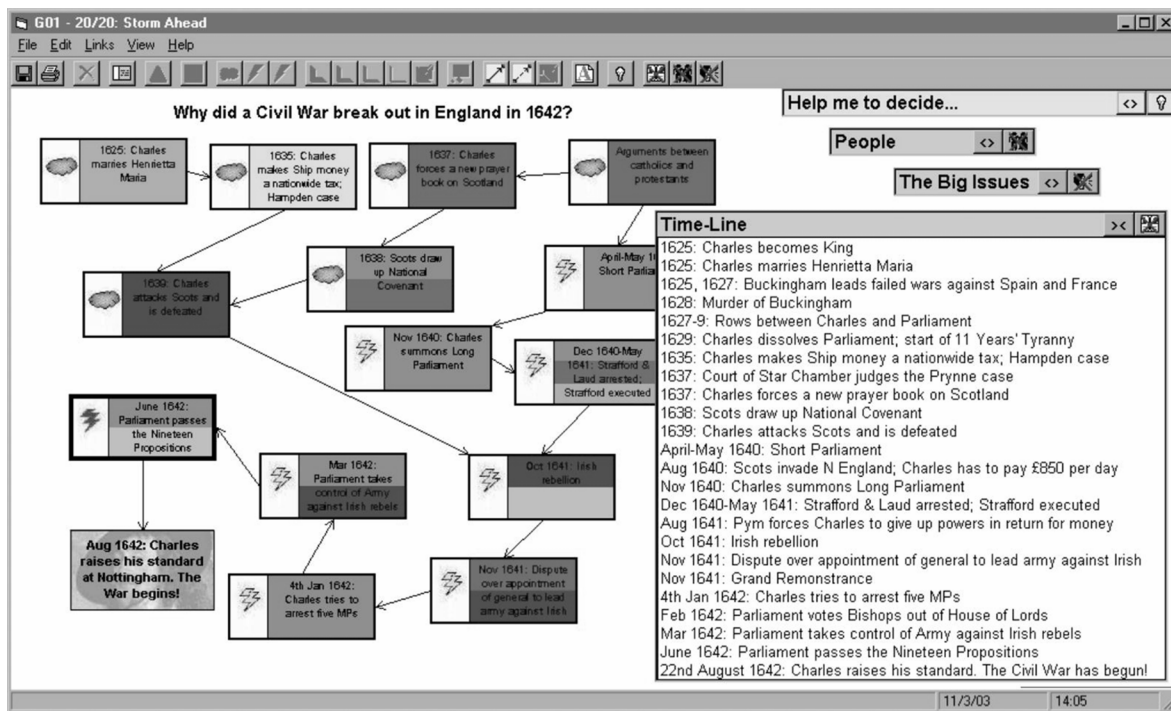 G01 - 20/20: Storm Ahead
File Edit Links View Help
Why did a Civil War break out in England in 1642?
Help me to decide...
People
The Big Issues
1625: Charles
marries Henrietta
Maria
1635: Charles
makes Ship money
a nationwide tax;
Hampden case
1637: Charles
forces a new prayer
book on Scotland
Arguments between
catholics and
protestants
1639: Charles
attacks Scots and
is defeated
1638: Scots draw
up National
Covenant
April-May 16
Short Parlia
Nov 1640: Charles
summons Long
Parliament
Dec 1640-May
1641: Strafford &
Laud arrested;
Strafford executed
June 1642:
Parliament passes
the Nineteen
Propositions
Mar 1642:
Parliament takes
control of Army
against Irish rebels
Oct 1641: Irish
rebellion
Aug 1642: Charles
raises his standard
at Nottingham. The
War begins!
4th Jan 1642:
Charles tries to
arrest five MPs
Nov 1641: Dispute
over appointment
of general to lead
army against Irish
Time-Line
1625: Charles becomes King
1625: Charles marries Henrietta Maria
1625, 1627: Buckingham leads failed wars against Spain and France
1628: Murder of Buckingham
1627-9: Rows between Charles and Parliament
1629: Charles dissolves Parliament; start of 11 Years' Tyranny
1635: Charles makes Ship money a nationwide tax; Hampden case
1637: Court of Star Chamber judges the Prynne case
1637: Charles forces a new prayer book on Scotland
1638: Scots draw up National Covenant
1639: Charles attacks Scots and is defeated
April-May 1640: Short Parliament
Aug 1640: Scots invade N England; Charles has to pay £850 per day
Nov 1640: Charles summons Long Parliament
Dec 1640-May 1641: Strafford & Laud arrested; Strafford executed
Aug 1641: Pym forces Charles to give up powers in return for money
Oct 1641: Irish rebellion
Nov 1641: Dispute over appointment of general to lead army against Irish
Nov 1641: Grand Remonstrance
4th Jan 1642: Charles tries to arrest five MPs
Feb 1642: Parliament votes Bishops out of House of Lords
Mar 1642: Parliament takes control of Army against Irish rebels
June 1642: Parliament passes the Nineteen Propositions
22nd August 1642: Charles raises his standard. The Civil War has begun!
11/3/03 14:05